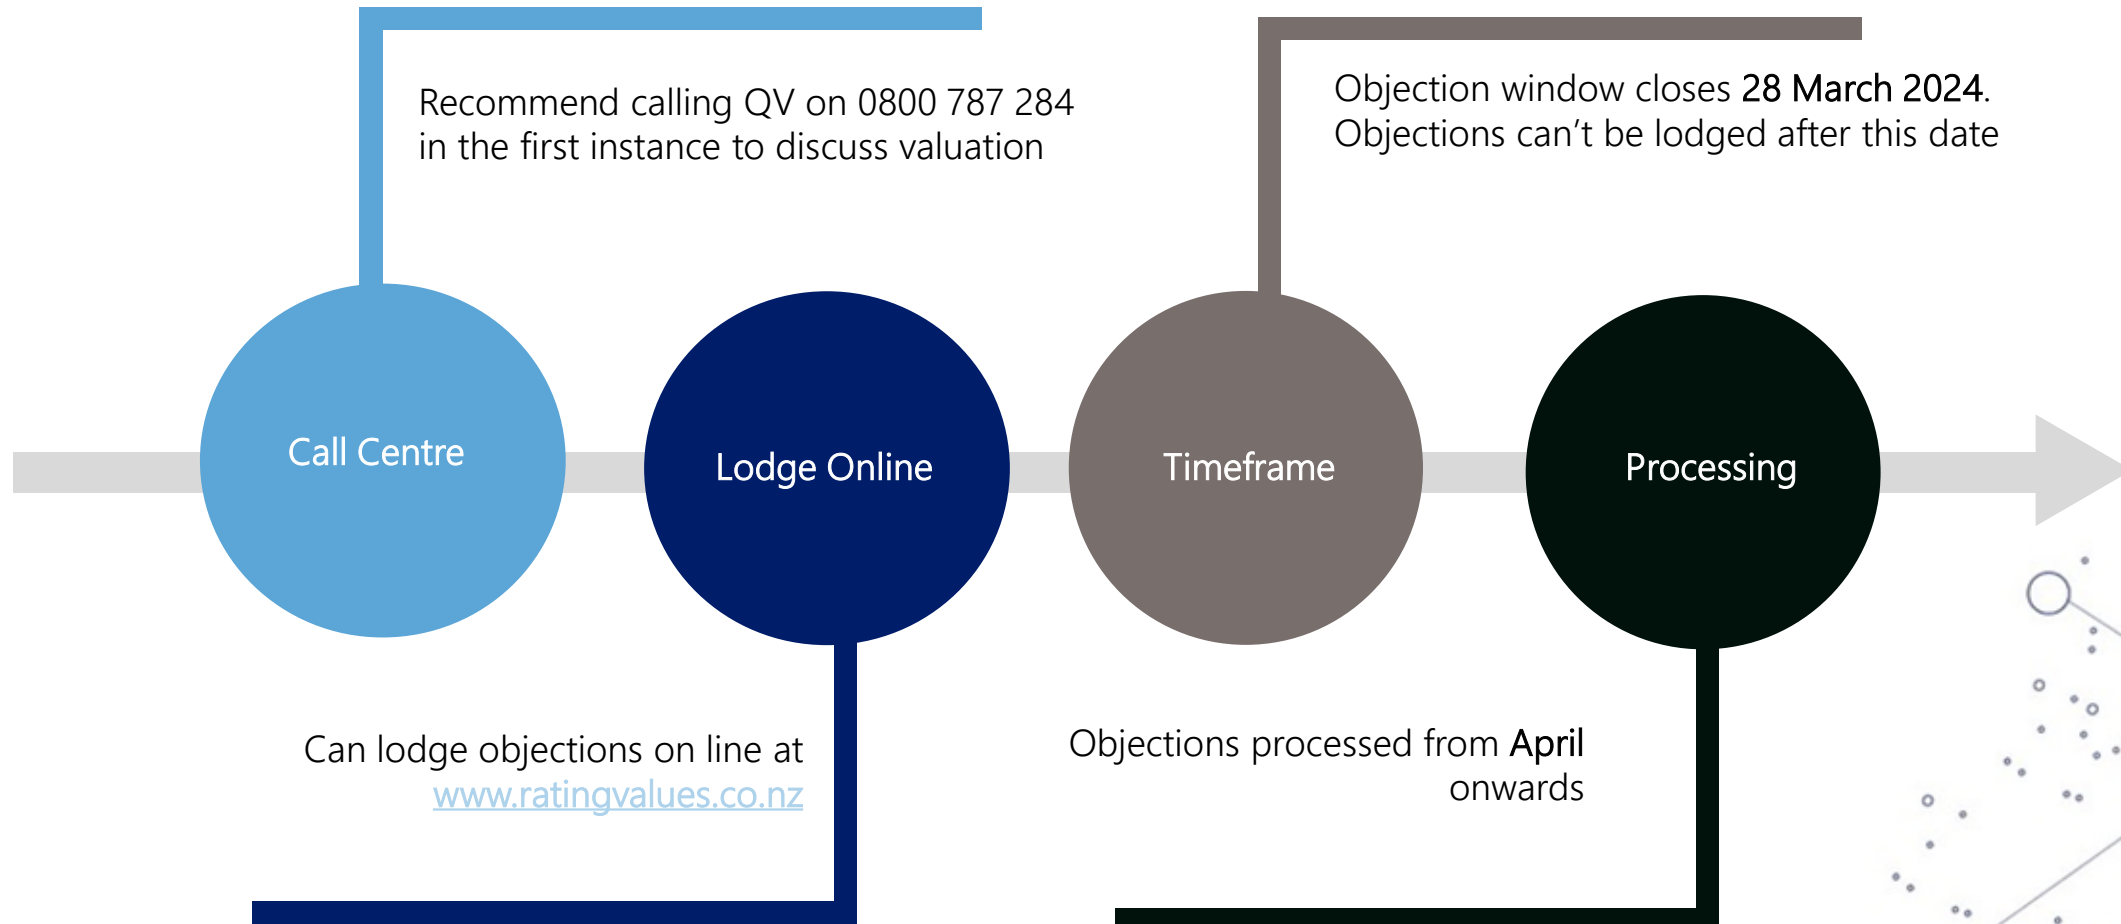 Recommend calling QV on 0800 787 284
in the first instance to discuss valuation
Objection window closes 28 March 2024.
Objections can’t be lodged after this date
Call Centre
Lodge Online
Timeframe
Processing
Can lodge objections on line at
www.ratingvalues.co.nz
Objections processed from April
onwards